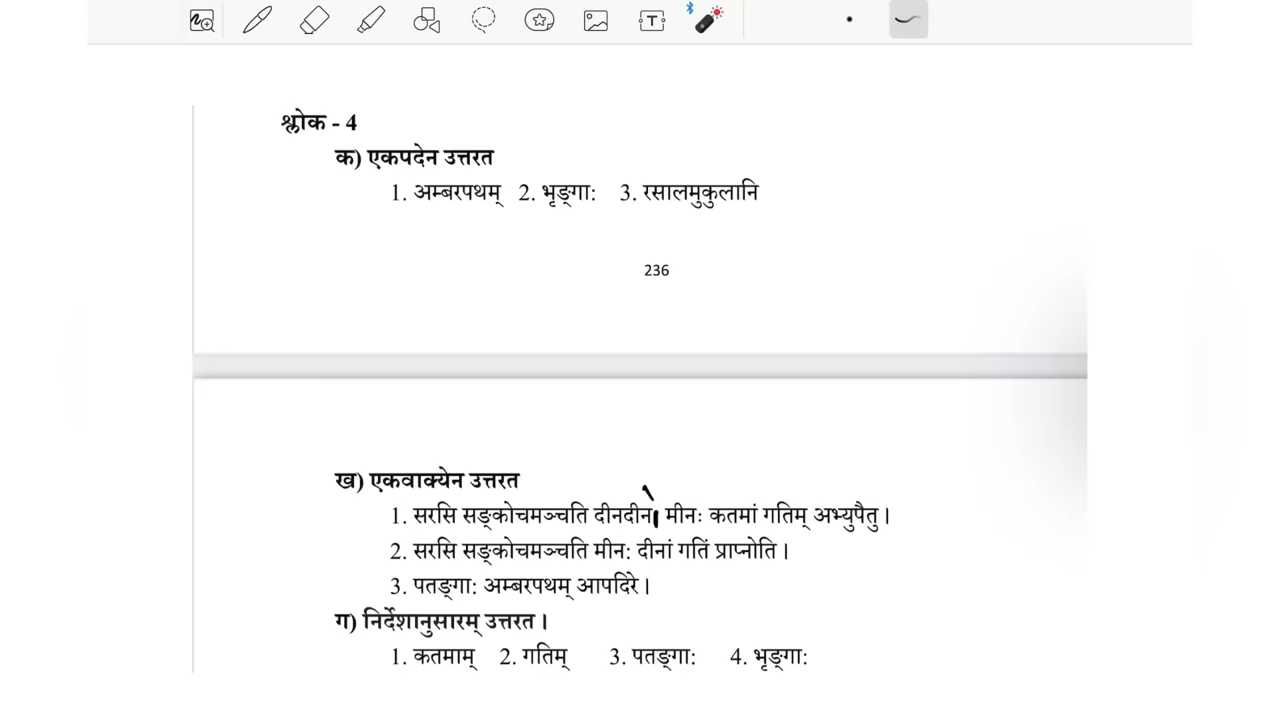 श्लोक - 4
क) एकपदेन उत्तरत
1. अम्बरपथम् 2. भृङ्गा: 3. रसालमुकुलानि
236
ख) एकवाक्येन उत्तरत
1. सरसि सङ्कोचमञ्चति दीनदीनो मीनः कतमां गतिम् अभ्युपैतु।
2. सरसि सङ्कोचमञ्चति मीन: दीनां गतिं प्राप्नोति।
3. पतङ्गा: अम्बरपथम् आपदिरे।
ग) निर्देशानुसारम् उत्तरत।
1. कतमाम् 2. गतिम् 3. पतङ्गा: 4. भृङ्गा: